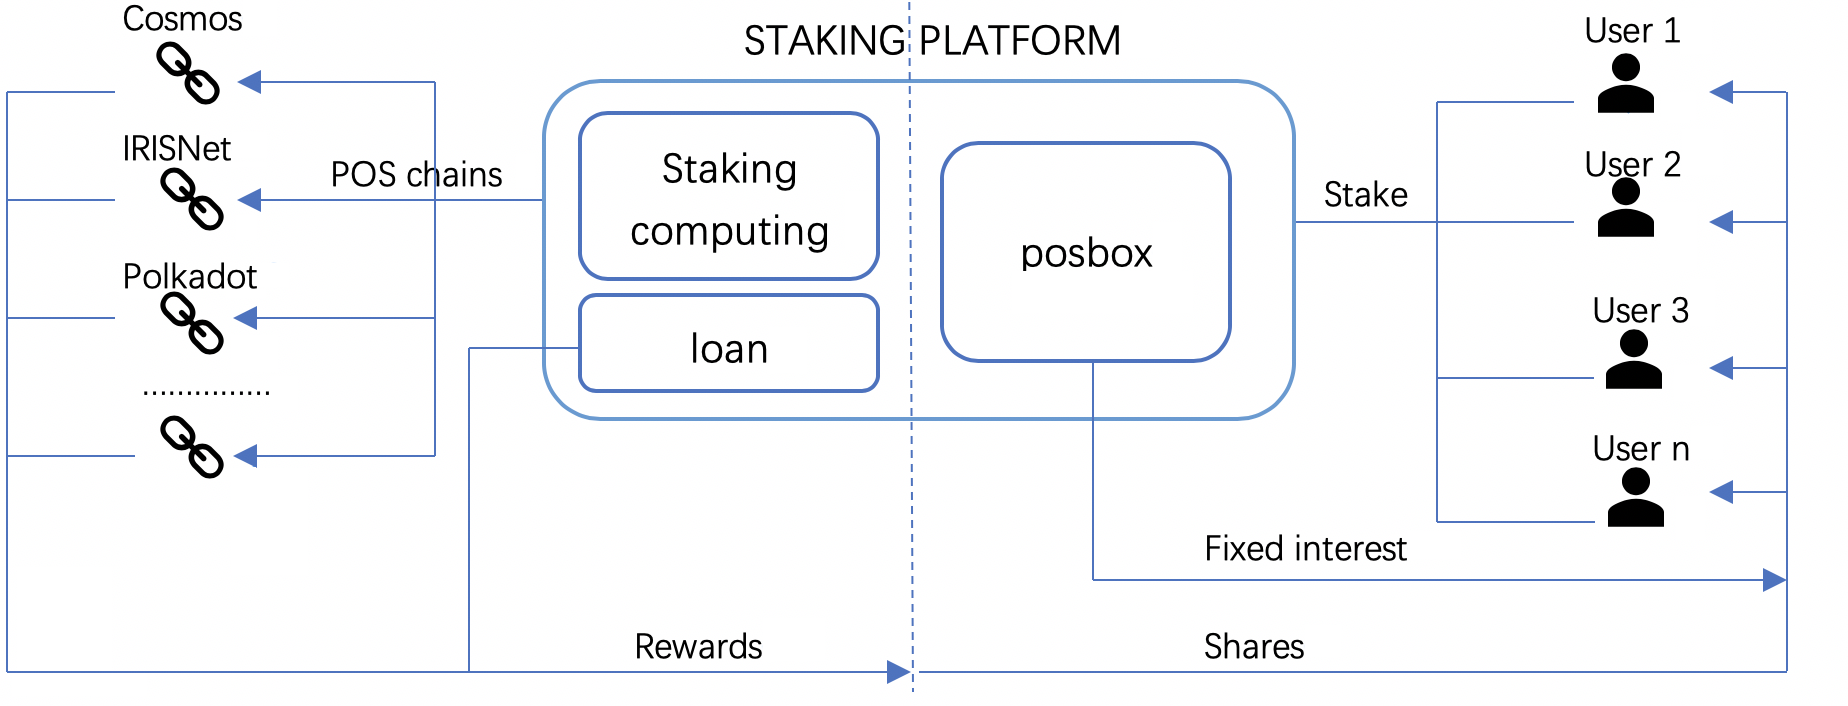 Cosmos
STAKING PLATFORM
User 1
IRISNet
POS chains
Staking
computing
User 2
Stake
posbox
Polkadot
User 3
loan
...............
User n
Fixed interest
Rewards
Shares